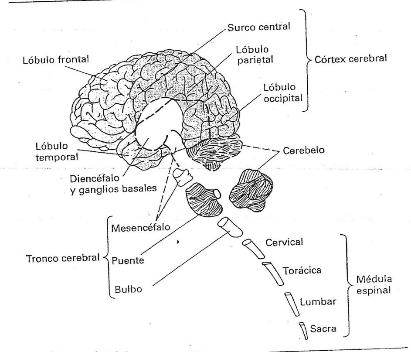 Surco central
Lóbulo
parietal
Lóbulo frontal
Córtex cerebral
Lóbulo
occipital
Lóbulo
temporal
Cerebelo
Diencéfalo
y ganglios basales
Mesencéfalo
Cervical
Tronco cerebral
Puente
Torácica
Médula
espinal
Bulbo
Lumbar
Sacra